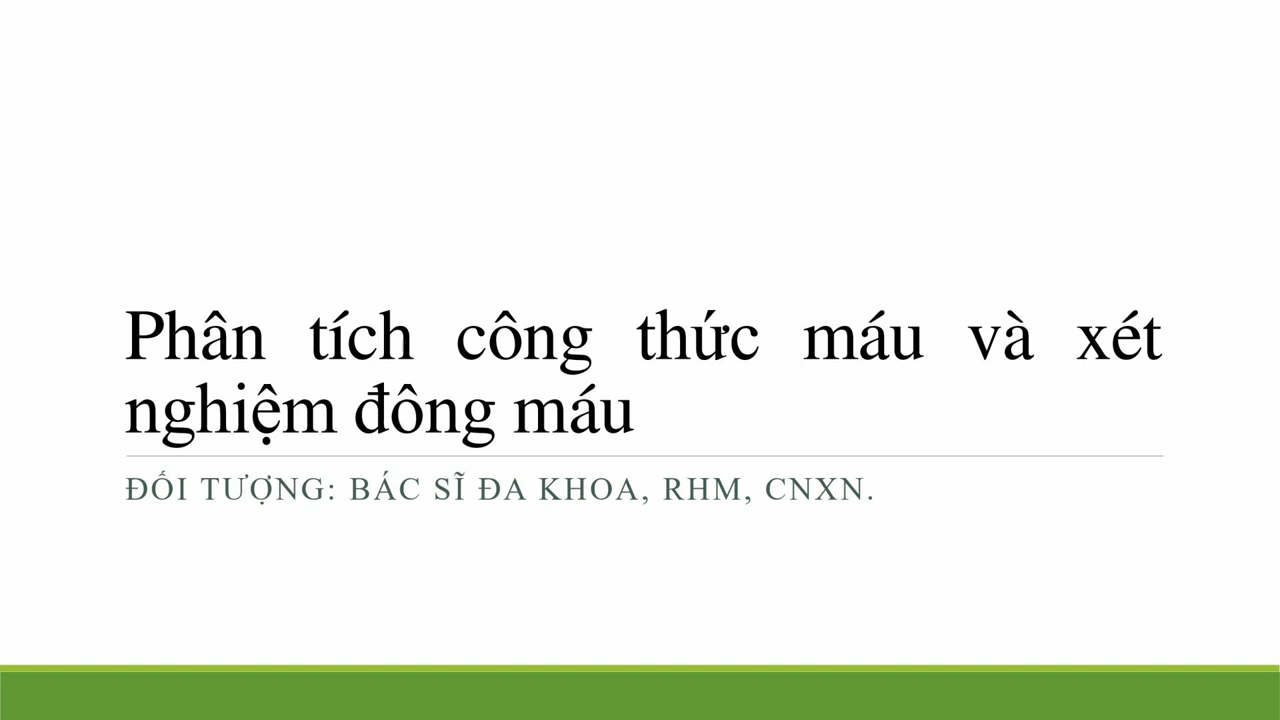 Phân tích công thức máu và xét
nghiệm đông máu
ĐỐI TƯỢNG: BÁC SĨ ĐA KHOA, RHM, CNXN.